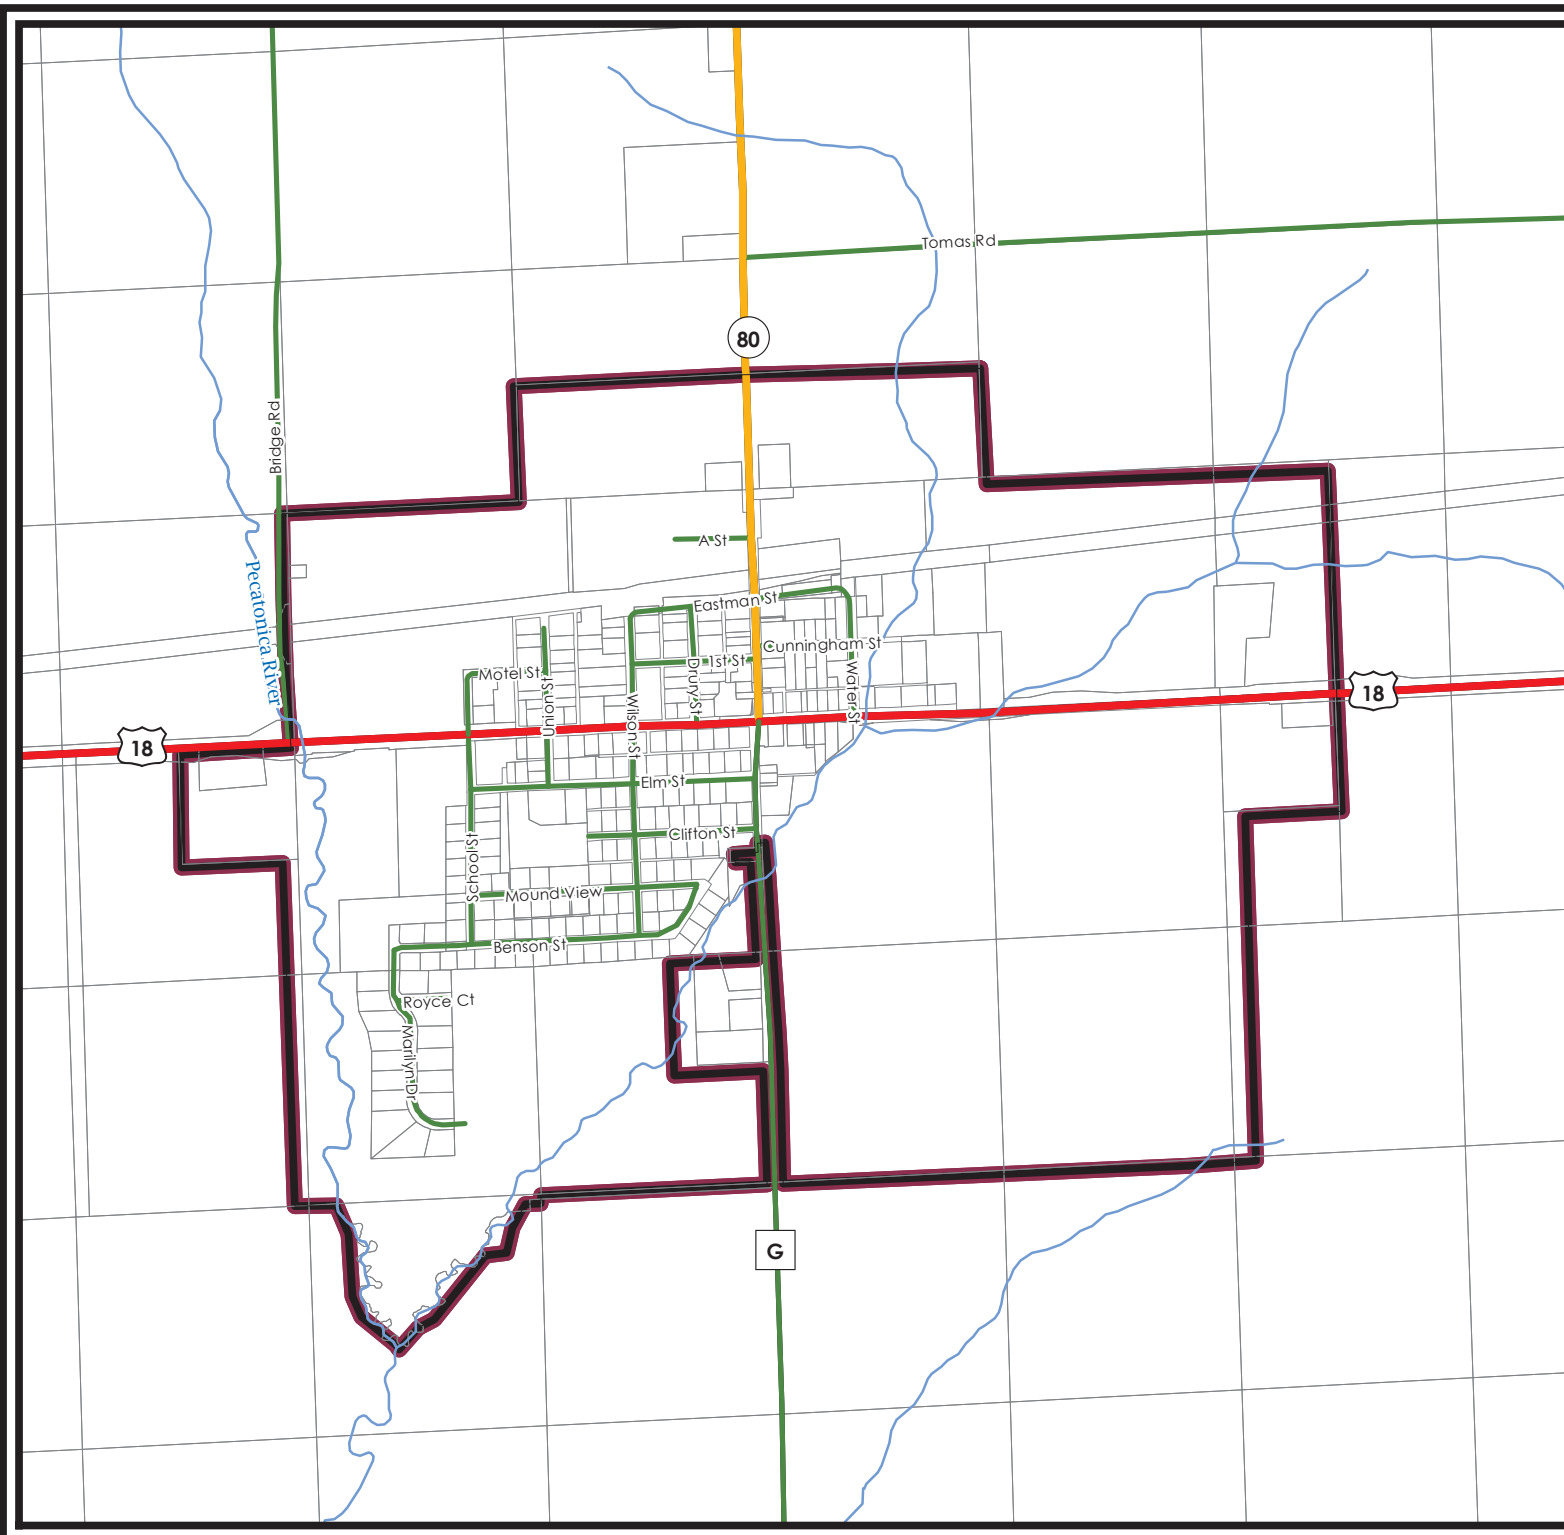 Tomas Rd
80
Bridge Rd
A St
Pecatonica River
Eastman St
Cunningham St
1st St
Motel St
Drury St
Water St
Union St
Wilson St
18
18
Elm St
Clifton St
School St
Mound View
Benson St
Royce Ct
Marilyn Dr
G